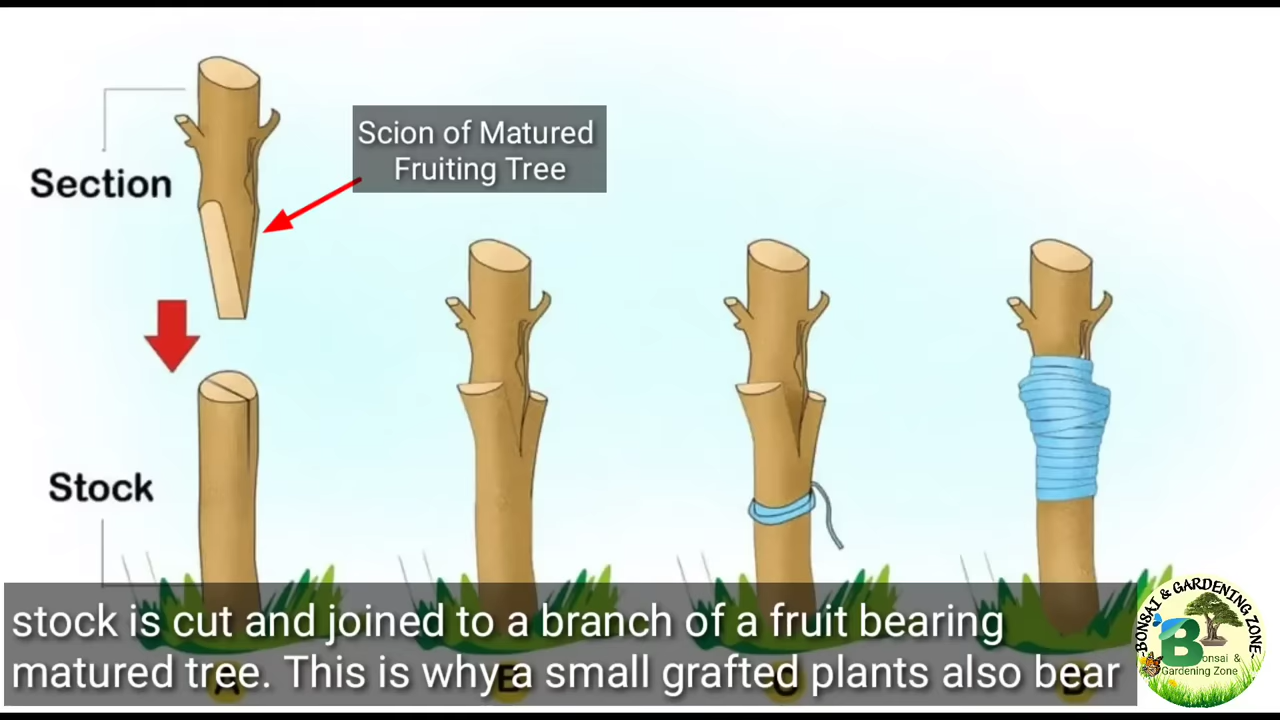 Section
Scion of Matured
Fruiting Tree
Stock
stock is cut and joined to a branch of a fruit bearing
matured tree. This is why a small grafted plants also bear
A
B
C
D
BONSAI & GARDENING ZONE
B
Bonsai &
Gardening Zone